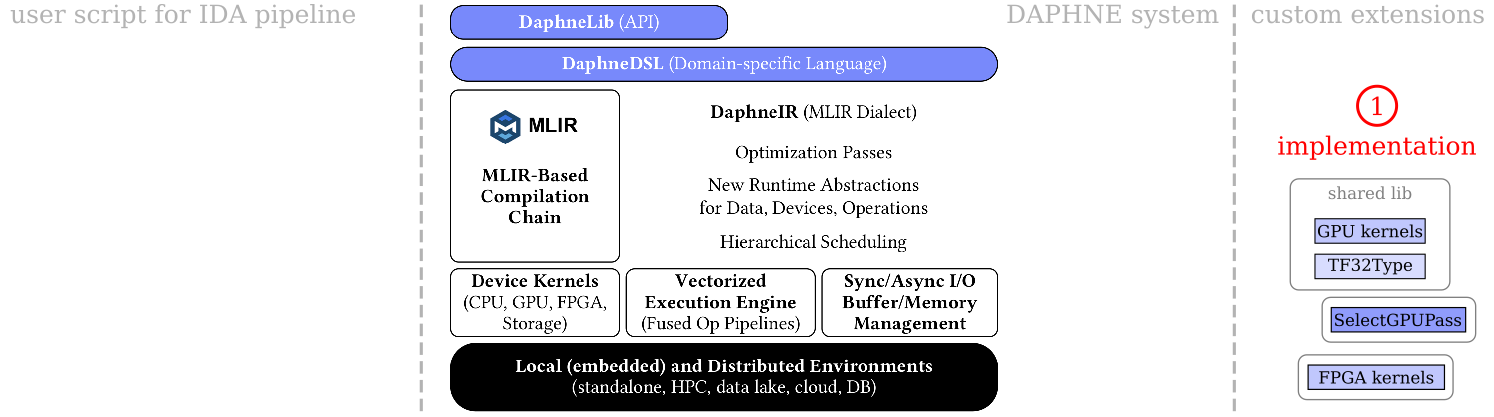 user script for IDA pipeline
DAPHNE system
custom extensions
DaphneLib (API)
DaphneDSL (Domain-specific Language)
MLIR
MLIR-Based
Compilation
Chain
DaphneIR (MLIR Dialect)
Optimization Passes
New Runtime Abstractions
for Data, Devices, Operations
Hierarchical Scheduling
Device Kernels
(CPU, GPU, FPGA,
Storage)
Vectorized
Execution Engine
(Fused Op Pipelines)
Sync/Async I/O
Buffer/Memory
Management
Local (embedded) and Distributed Environments
(standalone, HPC, data lake, cloud, DB)
1
implementation
shared lib
GPU kernels
TF32Type
SelectGPUPass
FPGA kernels